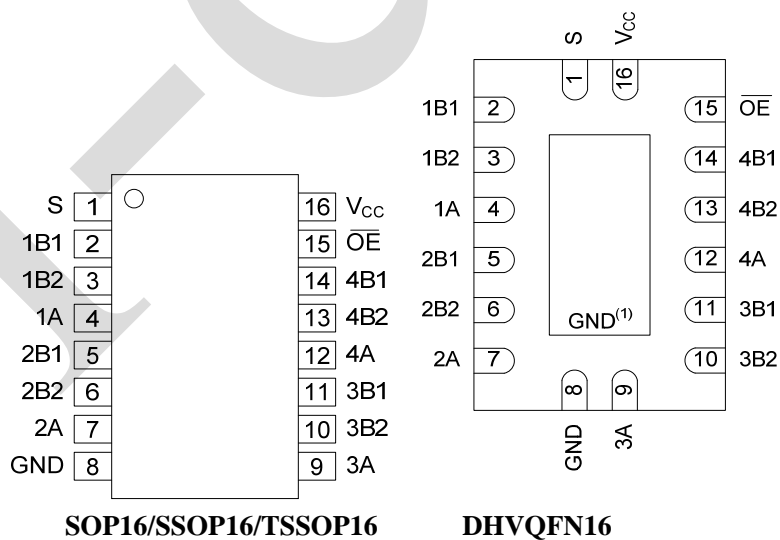 S 1 16 VCC
1B1 2 15 OE
1B2 3 14 4B1
1A 4 13 4B2
2B1 5 12 4A
2B2 6 11 3B1
2A 7 10 3B2
GND 8 9 3A
SOP16/SSOP16/TSSOP16
S VCC
1 16
1B1 2 15 OE
1B2 3 14 4B1
1A 4 13 4B2
2B1 5 12 4A
2B2 6 11 3B1
GND(1)
2A 7 10 3B2
8 9
GND 3A
DHVQFN16